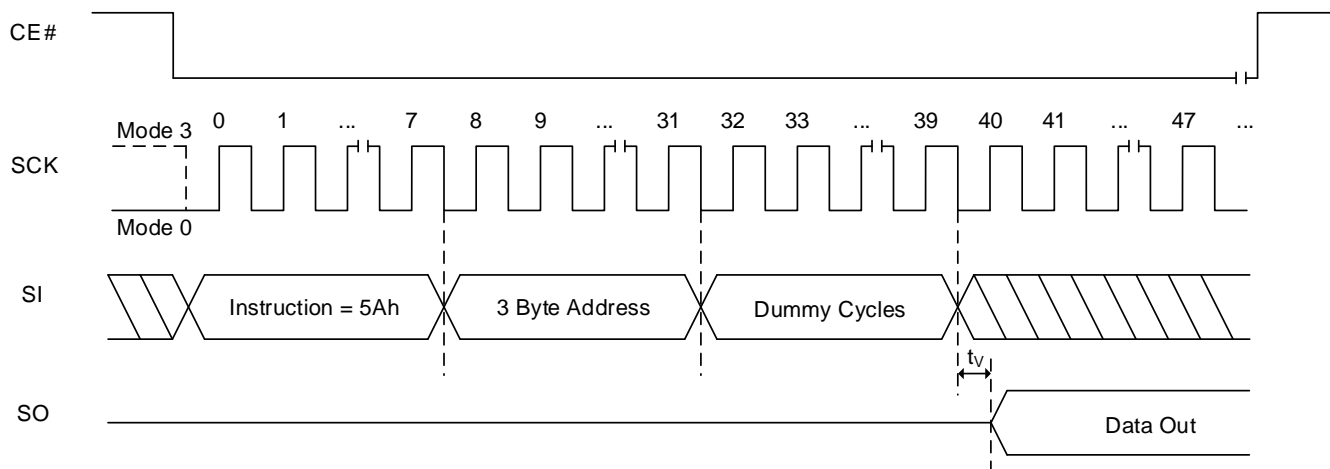 CE#
0 1 ... 7 8 9 ... 31 32 33 ... 39 40 41 ... 47 ...
Mode 3
SCK
Mode 0
SI
Instruction = 5Ah
3 Byte Address
Dummy Cycles
tV
SO
Data Out